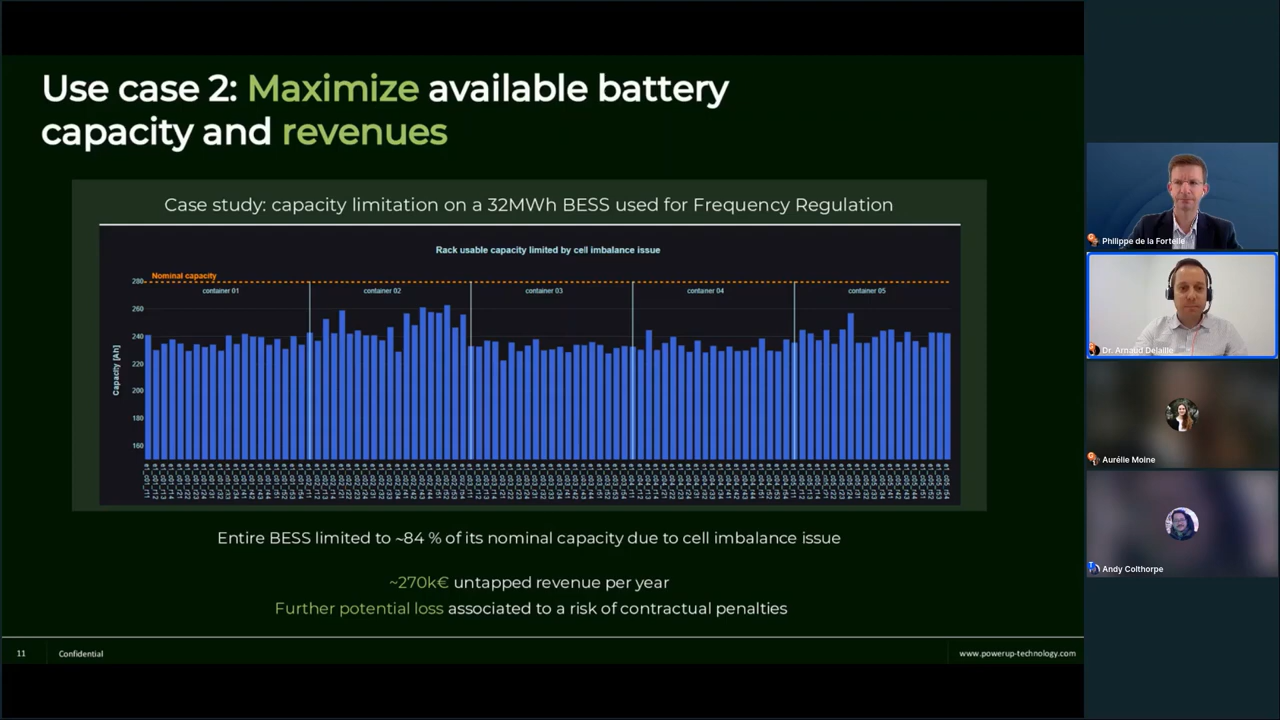 Use case 2: Maximize available battery
capacity and revenues
Case study: capacity limitation on a 32MWh BESS used for Frequency Regulation
Rack usable capacity limited by cell imbalance issue
Nominal capacity
container 01
container 02
container 03
container 04
container 05
Capacity [Ah]
280
260
240
220
200
180
160
Entire BESS limited to ~84 % of its nominal capacity due to cell imbalance issue
~270k€ untapped revenue per year
Further potential loss associated to a risk of contractual penalties
11
Confidential
www.powerup-technology.com
Philippe de la Fortelle
Dr. Arnaud Delaille
Aurélie Moine
Andy Colthorpe